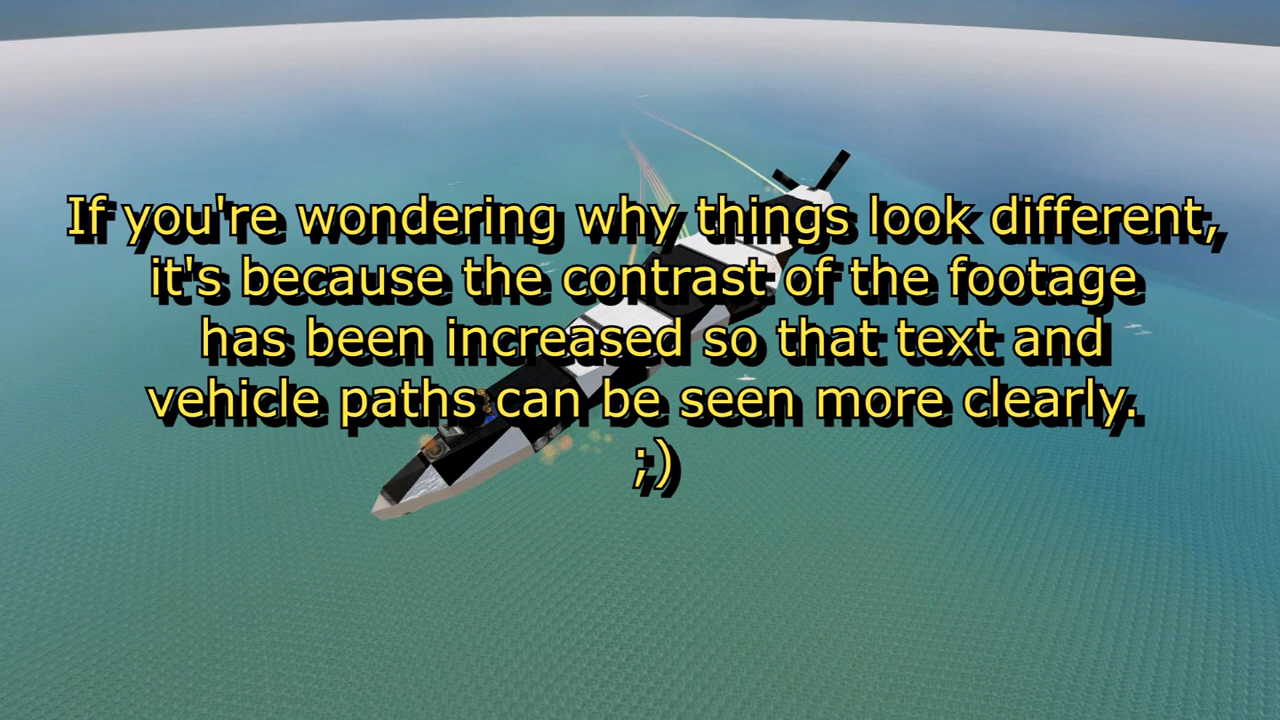 If you're wondering why things look different,
it's because the contrast of the footage
has been increased so that text and
vehicle paths can be seen more clearly.
;)